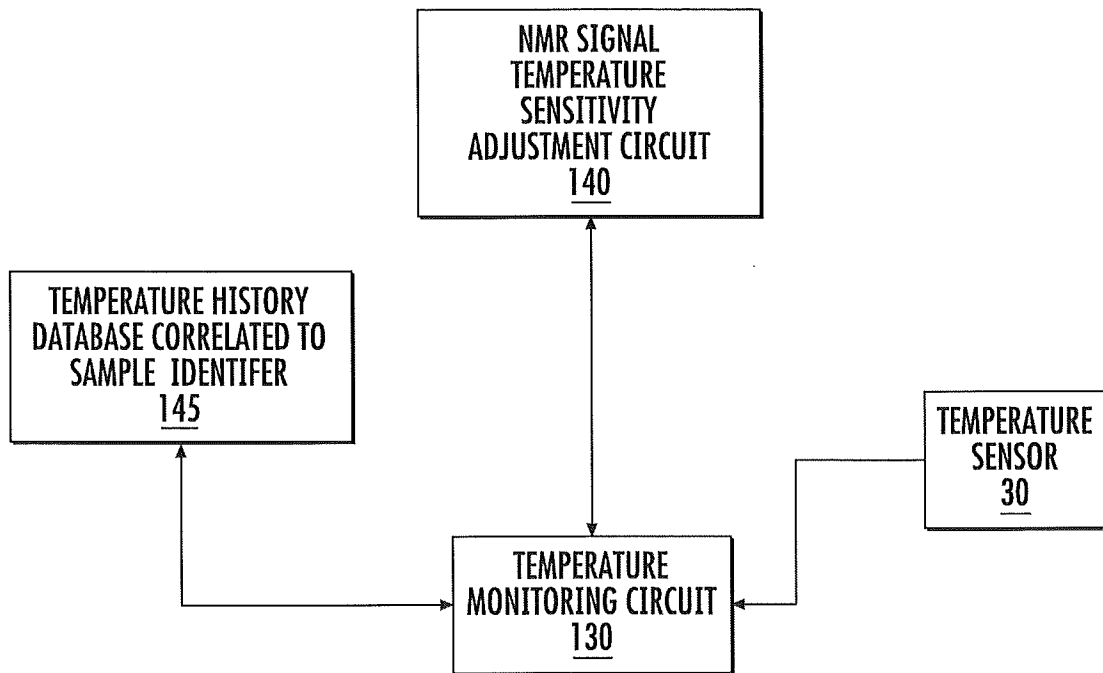 NMR SIGNAL
TEMPERATURE
SENSITIVITY
ADJUSTMENT CIRCUIT
140
TEMPERATURE HISTORY
DATABASE CORRELATED TO
SAMPLE IDENTIFER
145
TEMPERATURE
SENSOR
30
TEMPERATURE
MONITORING CIRCUIT
130